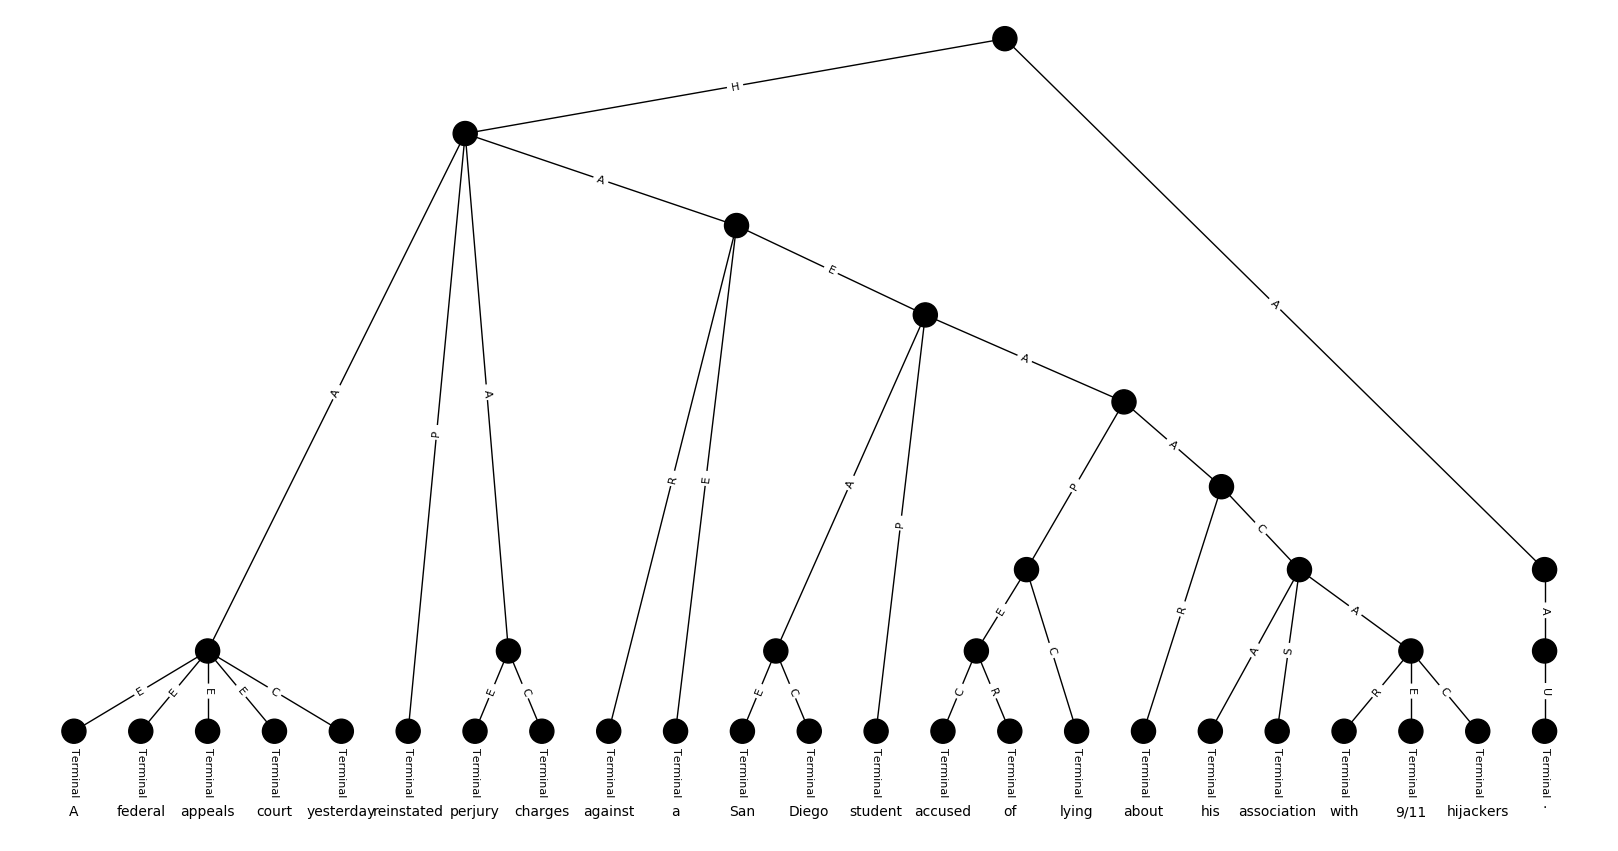 H
A
E
A
A
A
A
P
A
R
E
A
P
P
A
C
R
E
C
A
S
A
A
E
E
E
E
C
E
C
E
C
C
R
R
E
C
U
Terminal Terminal Terminal Terminal Terminal Terminal Terminal Terminal Terminal Terminal Terminal Terminal Terminal Terminal Terminal Terminal Terminal Terminal Terminal Terminal Terminal Terminal Terminal
A federal appeals court yesterday reinstated perjury charges against a San Diego student accused of lying about his association with 9/11 hijackers .